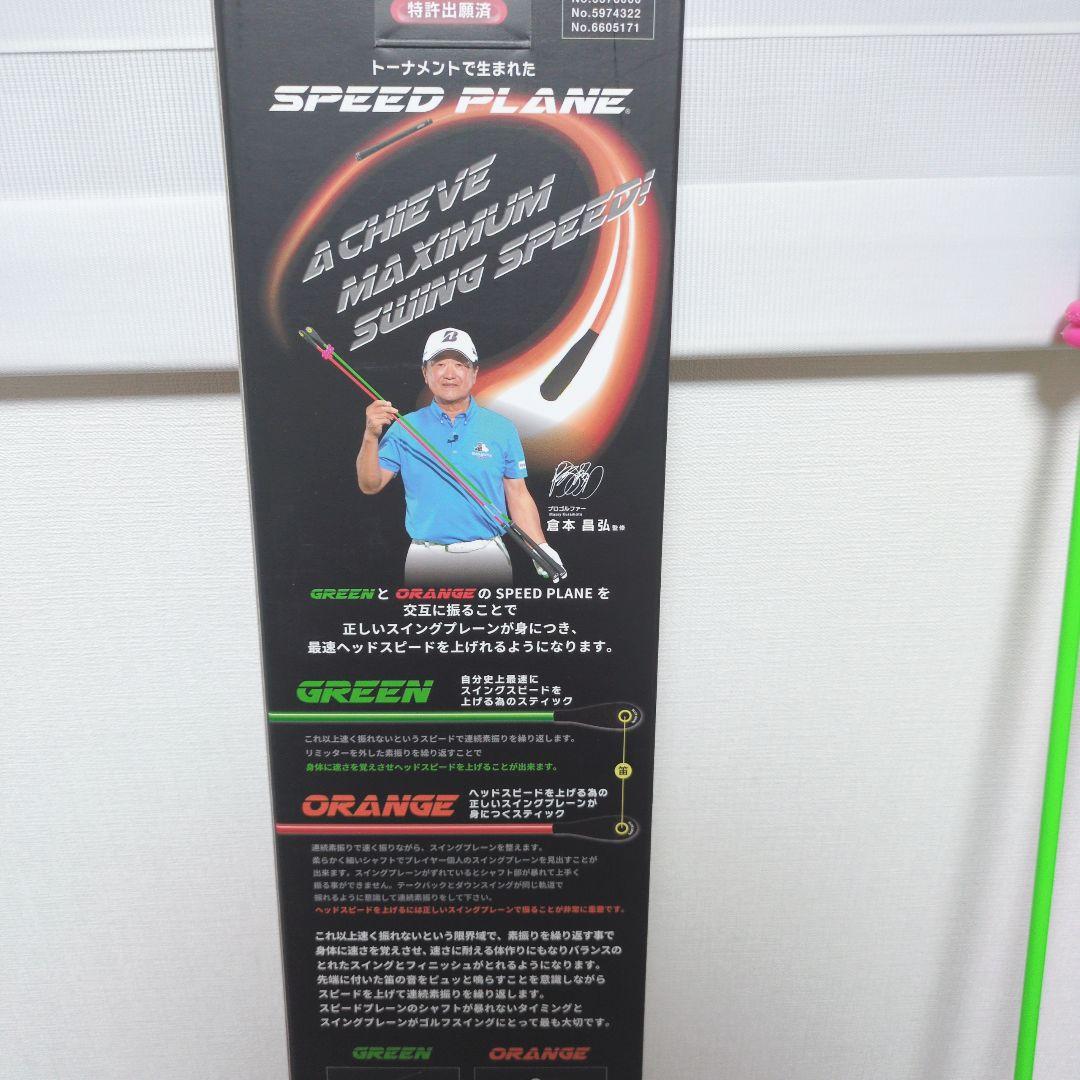 特許出願済
No.5974322
No.6605171
トーナメントで生まれた
SPEED PLANE®
ACHIEVE
MAXIMUM
SWING SPEED!
B
プロゴルファー
Massy Kuramoto
倉本 昌弘 監修
GREENとORANGEの SPEED PLANE を
交互に振ることで
正しいスイングプレーンが身につき、
最速ヘッドスピードを上げれるようになります。
GREEN
自分史上最速に
スイングスピードを
上げる為のスティック
これ以上速く振れないというスピードで連続素振りを繰り返します。
リミッターを外した素振りを繰り返すことで
身体に速さを覚えさせヘッドスピードを上げることが出来ます。
笛
ORANGE
ヘッドスピードを上げる為の
正しいスイングプレーンが
身につくスティック
連続素振りで速く振りながら、スイングプレーンを整えます。
柔らかく細いシャフトでプレイヤー個人のスイングプレーンを見出すことが
出来ます。スイングプレーンがずれているとシャフト部が暴れて上手く
振る事ができません。テークバックとダウンスイングが同じ軌道で
振れるように意識して連続素振りをして下さい。
ヘッドスピードを上げるには正しいスイングプレーンで振ることが非常に重要です。
これ以上速く振れないという限界域で、素振りを繰り返す事で
身体に速さを覚えさせ、速さに耐える体作りにもなりバランスの
とれたスイングとフィニッシュがとれるようになります。
先端に付いた笛の音をピュッと鳴らすことを意識しながら
スピードを上げて連続素振りを繰り返します。
スピードプレーンのシャフトが暴れないタイミングと
スイングプレーンがゴルフスイングにとって最も大切です。
GREEN
ORANGE